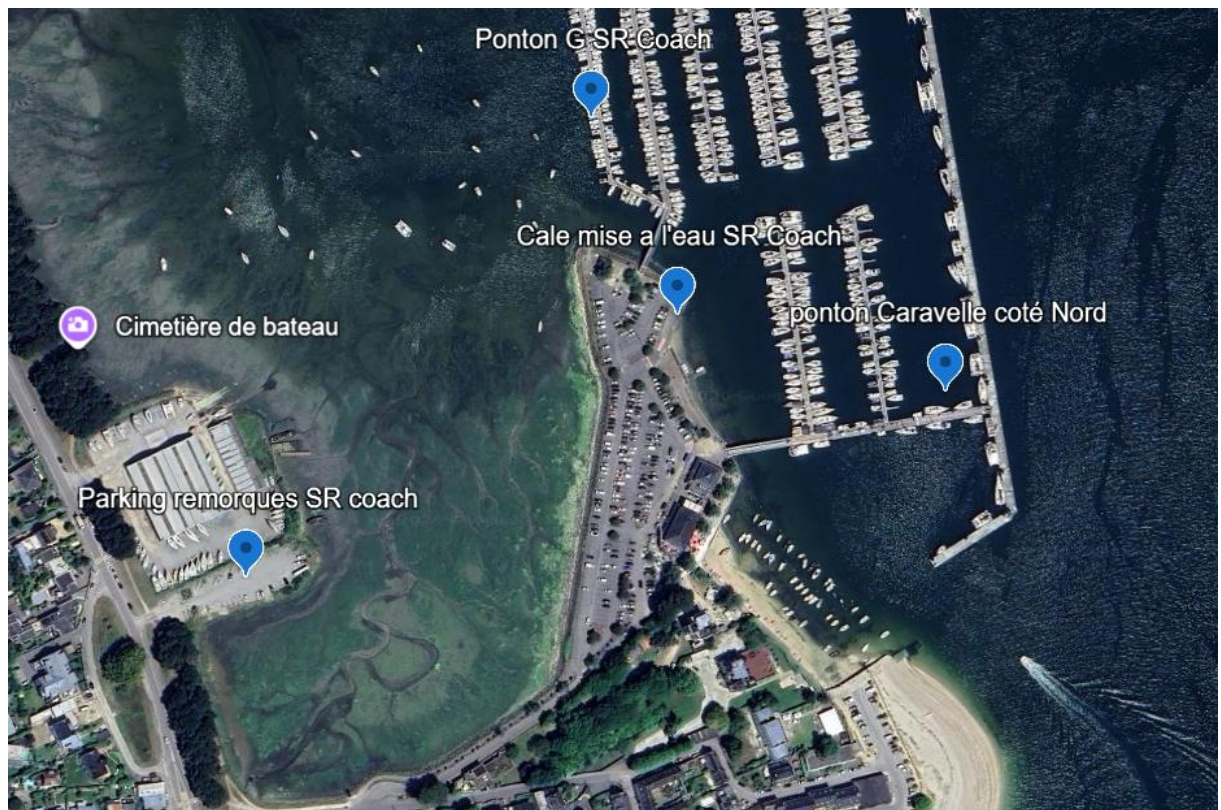 Ponton G SR Coach
Cale mise a l'eau SR Coach
ponton Caravelle coté Nord
Cimetière de bateau
Parking remorques SR coach